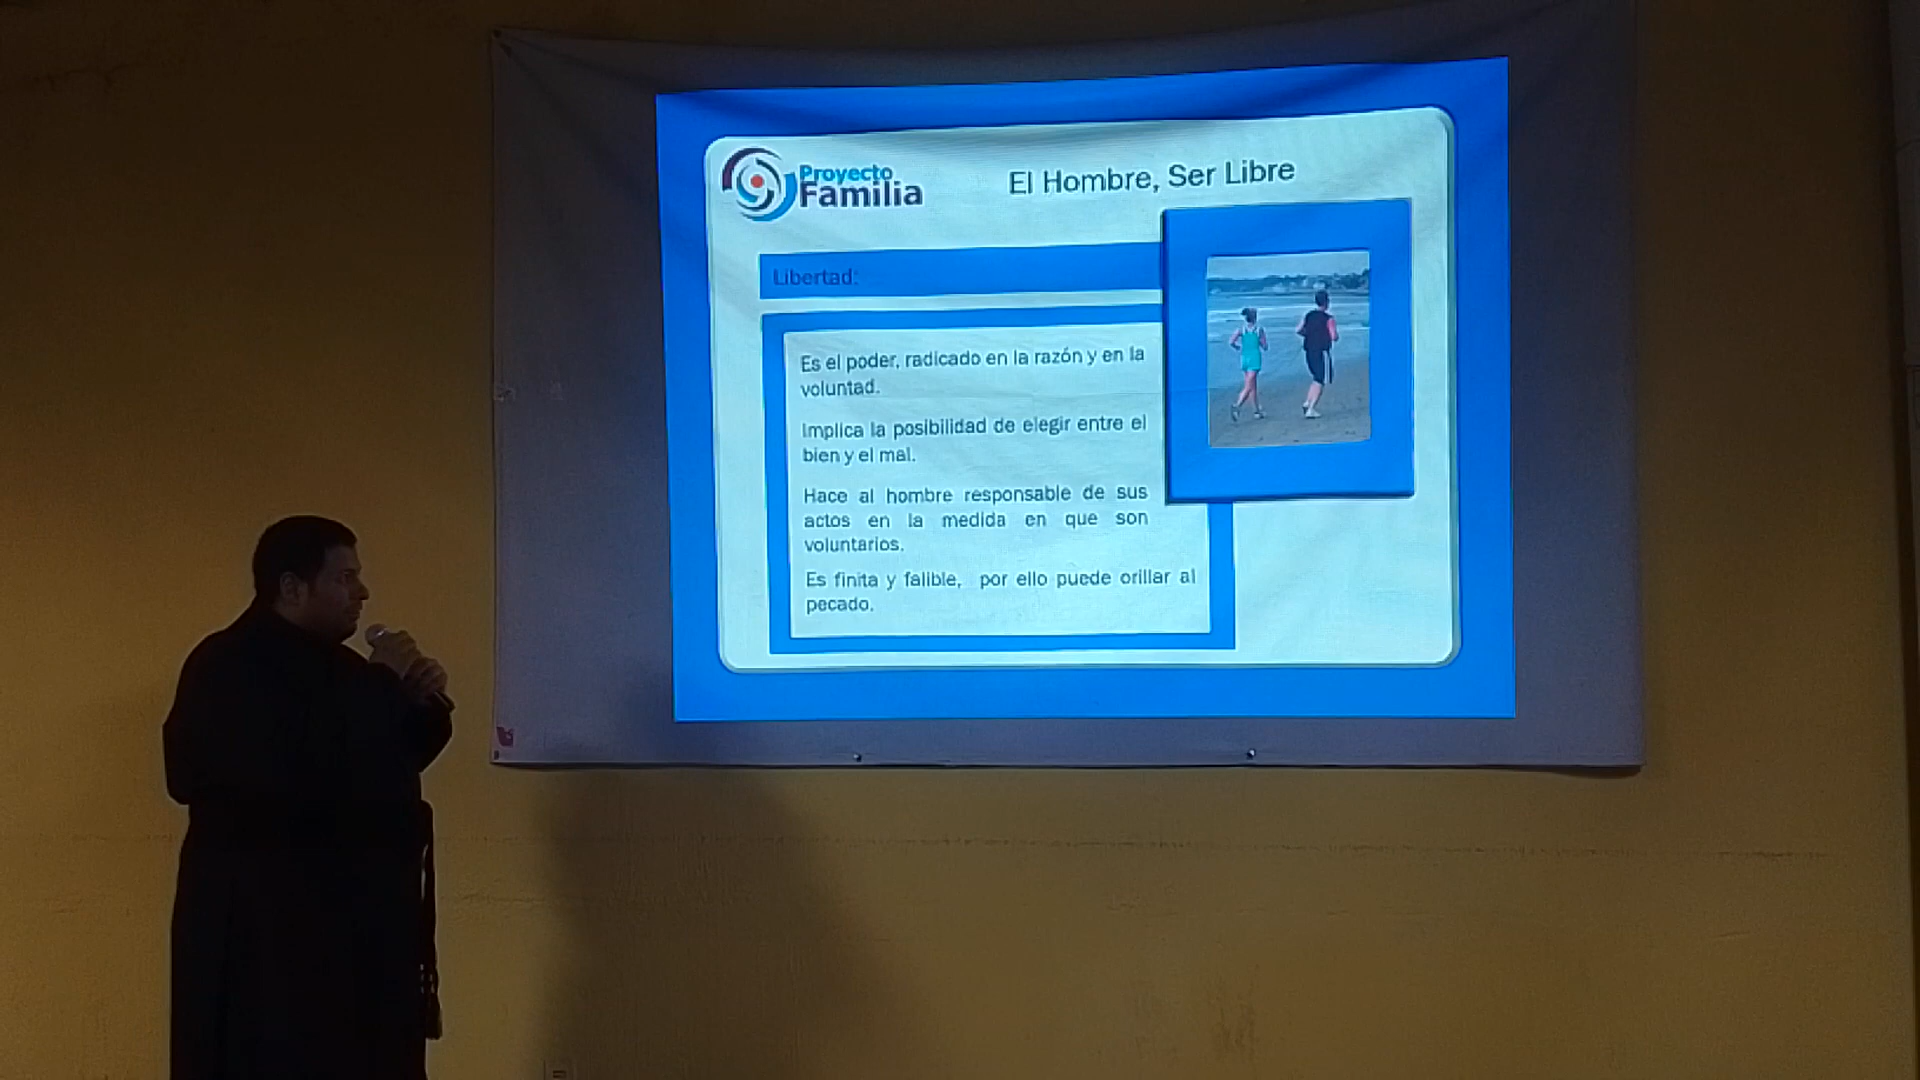 Proyecto
Familia
El Hombre, Ser Libre
Libertad:
Es el poder, radicado en la razón y en la
voluntad.
Implica la posibilidad de elegir entre el
bien y el mal.
Hace al hombre responsable de sus
actos en la medida en que son
voluntarios.
Es finita y falible, por ello puede orillar al
pecado.